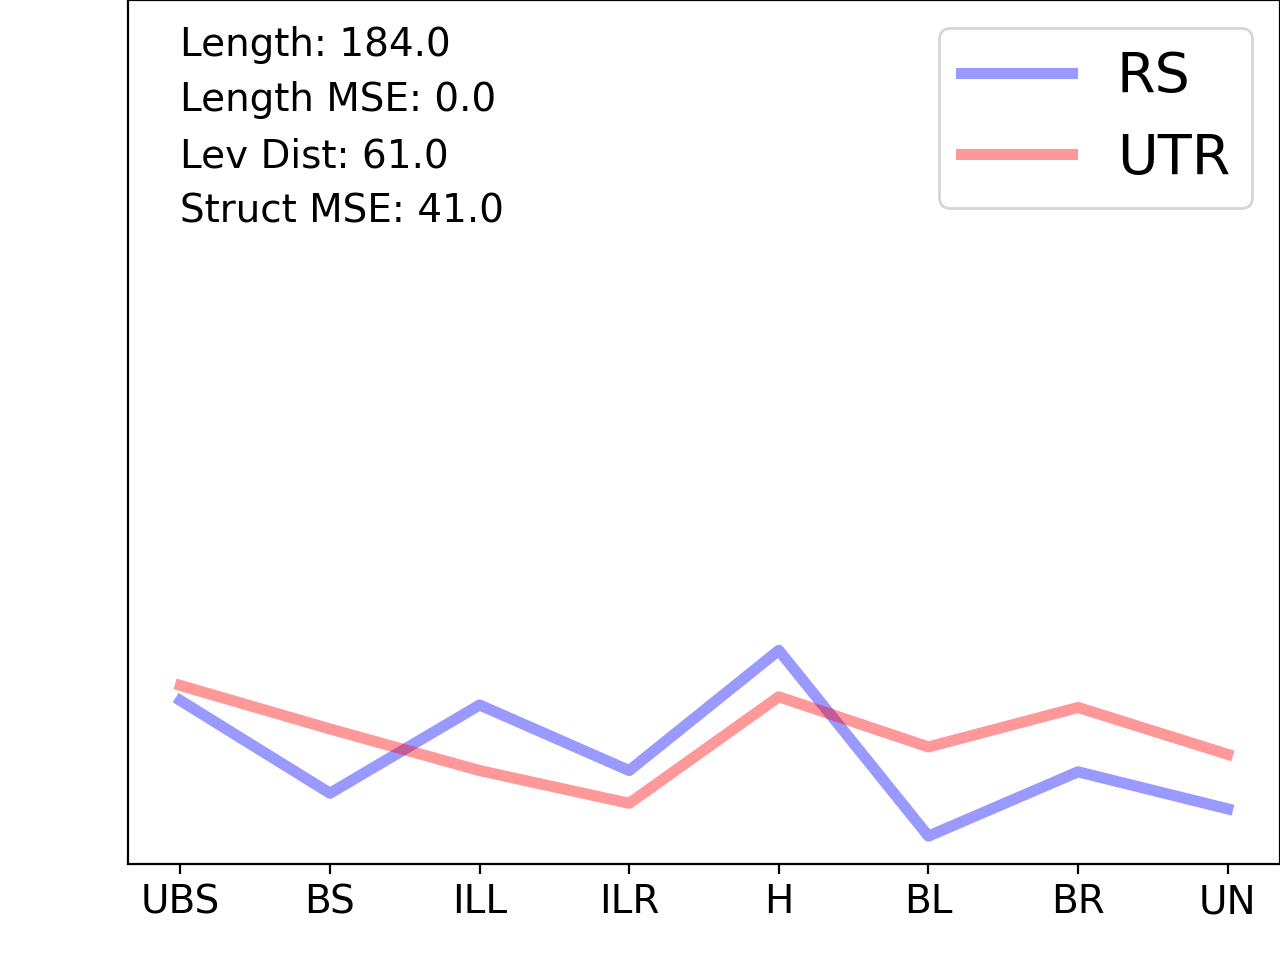 Length: 184.0
Length MSE: 0.0
Lev Dist: 61.0
Struct MSE: 41.0
RS
UTR
UBS BS ILL ILR H BL BR UN